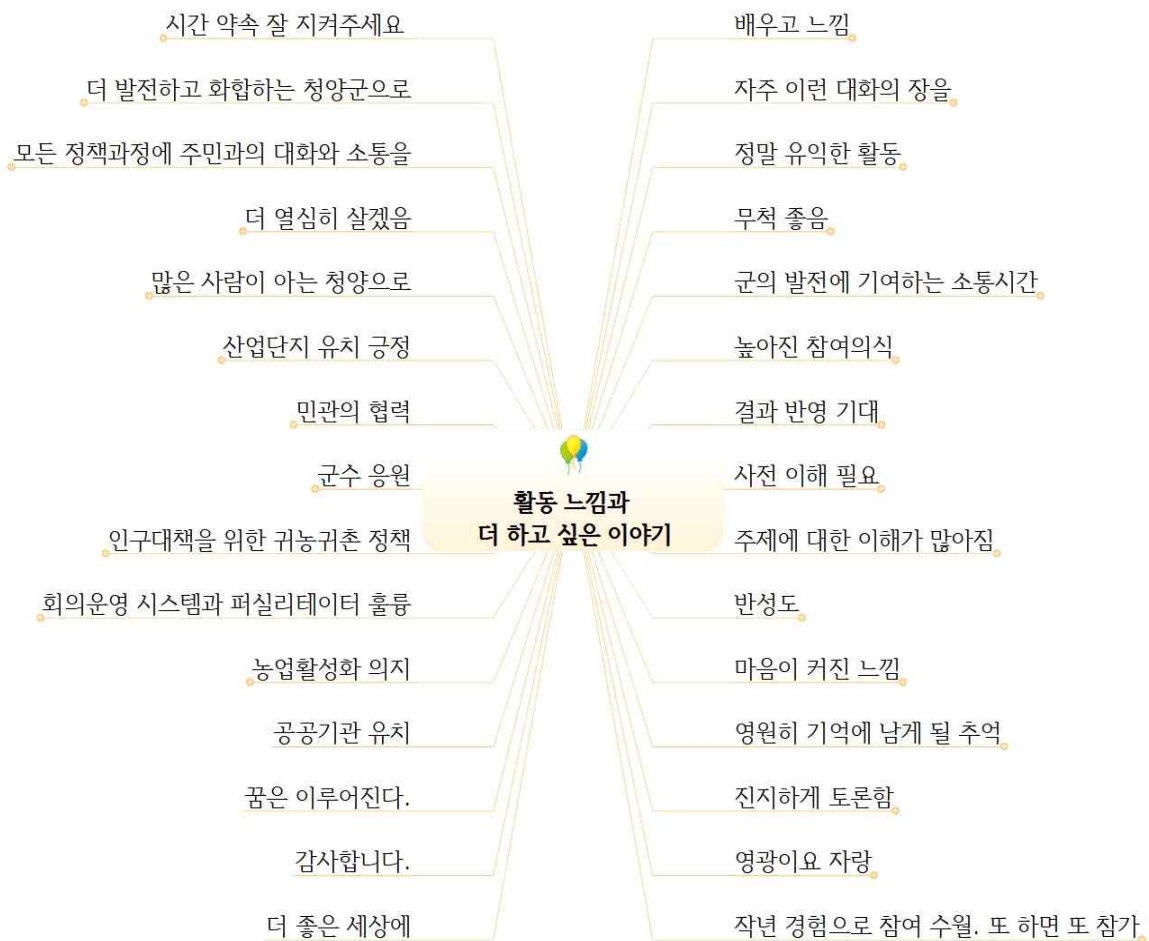 시간 약속 잘 지켜주세요
더 발전하고 화합하는 청양군으로
모든 정책과정에 주민과의 대화와 소통을
더 열심히 살겠음
많은 사람이 아는 청양으로
산업단지 유치 긍정
민관의 협력
군수 응원
인구대책을 위한 귀농귀촌 정책
회의운영 시스템과 퍼실리테이터 훌륭
농업활성화 의지
공공기관 유치
꿈은 이루어진다.
감사합니다.
더 좋은 세상에
활동 느낌과
더 하고 싶은 이야기
배우고 느낌
자주 이런 대화의 장을
정말 유익한 활동
무척 좋음
군의 발전에 기여하는 소통시간
높아진 참여의식
결과 반영 기대
사전 이해 필요
주제에 대한 이해가 많아짐
반성도
마음이 커진 느낌
영원히 기억에 남게 될 추억
진지하게 토론함
영광이요 자랑
작년 경험으로 참여 수월. 또 하면 또 참가